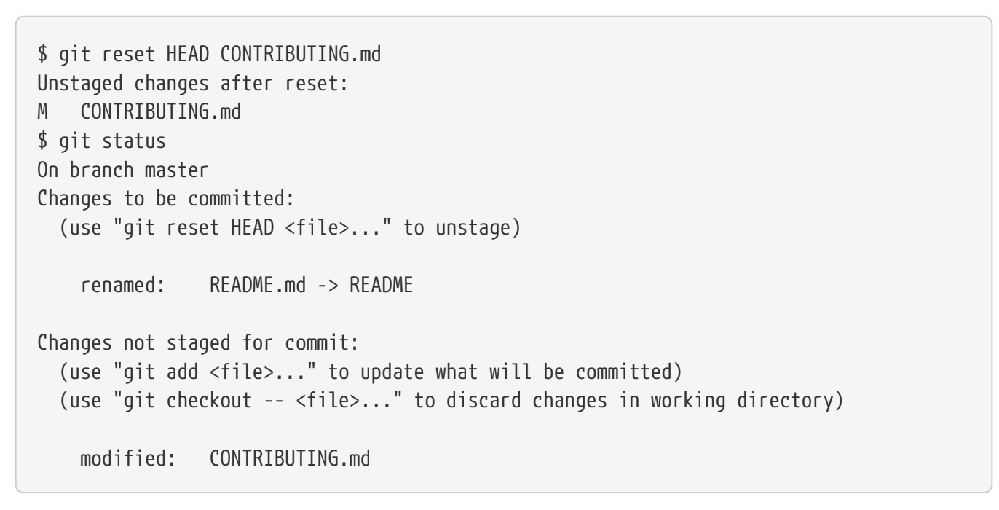 $ git reset HEAD CONTRIBUTING.md
Unstaged changes after reset:
M   CONTRIBUTING.md
$ git status
On branch master
Changes to be committed:
  (use "git reset HEAD <file>..." to unstage)

    renamed:    README.md -> README

Changes not staged for commit:
  (use "git add <file>..." to update what will be committed)
  (use "git checkout -- <file>..." to discard changes in working directory)

    modified:   CONTRIBUTING.md